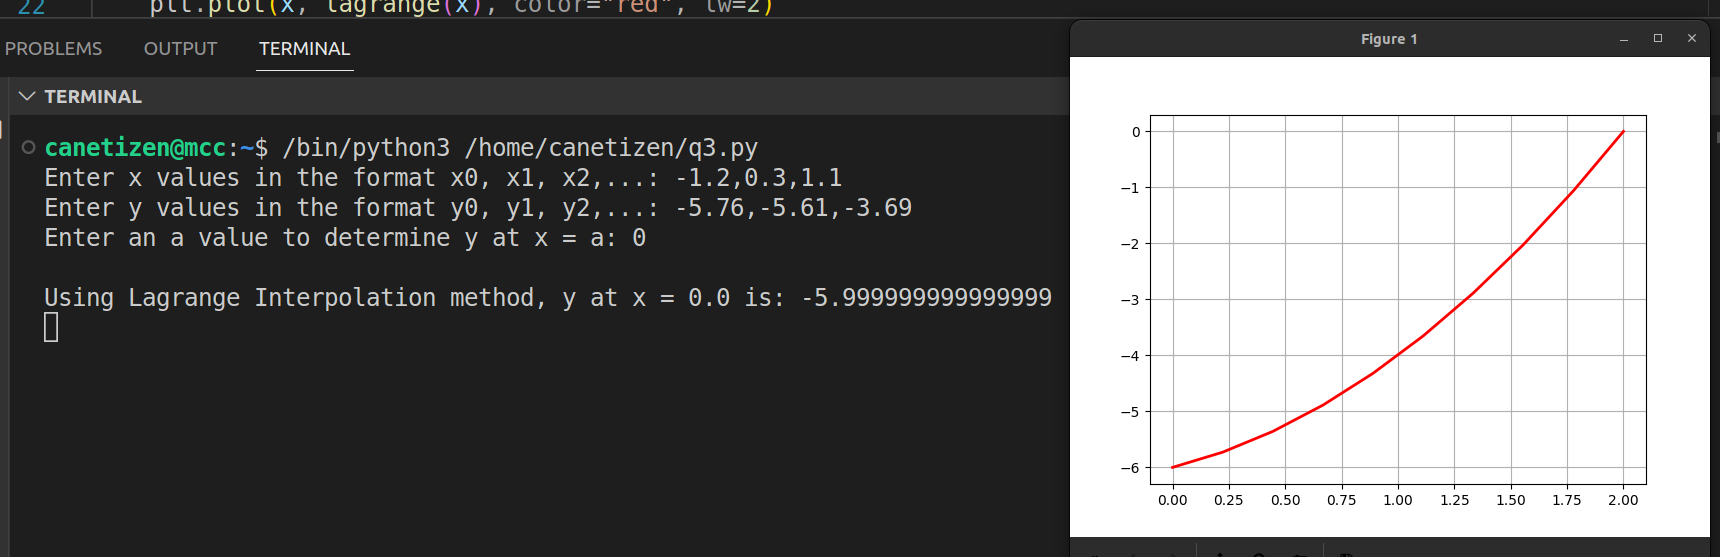 22 plt.plot(x, lagrange(x), color="red", lw=2)
PROBLEMS OUTPUT TERMINAL
TERMINAL
canetizen@mcc:~$ /bin/python3 /home/canetizen/q3.py
Enter x values in the format x0, x1, x2,...: -1.2,0.3,1.1
Enter y values in the format y0, y1, y2,...: -5.76,-5.61,-3.69
Enter an a value to determine y at x = a: 0
Using Lagrange Interpolation method, y at x = 0.0 is: -5.999999999999999
Figure 1
0
−1
−2
−3
−4
−5
−6
0.00 0.25 0.50 0.75 1.00 1.25 1.50 1.75 2.00